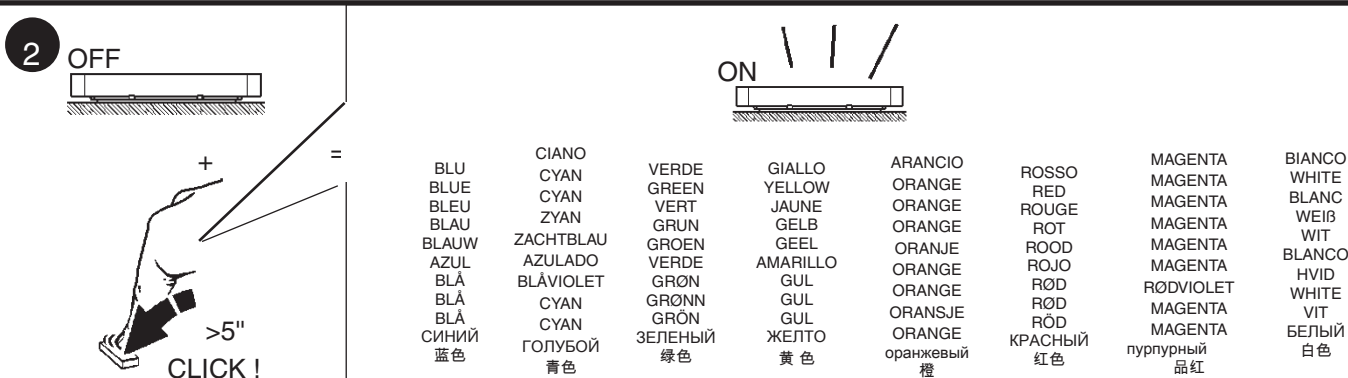 2
OFF
+
=
>5"
CLICK !
ON
BLU
BLUE
BLEU
BLAU
BLAUW
AZUL
BLÅ
BLÅ
BLÅ
СИНИЙ
蓝色
CIANO
CYAN
CYAN
ZYAN
ZACHTBLAU
AZULADO
BLÅVIOLET
CYAN
CYAN
ГОЛУБОЙ
青色
VERDE
GREEN
VERT
GRUN
GROEN
VERDE
GRØN
GRØNN
GRÖN
ЗЕЛЕНЫЙ
绿色
GIALLO
YELLOW
JAUNE
GELB
GEEL
AMARILLO
GUL
GUL
GUL
ЖЕЛТО
黄 色
ARANCIO
ORANGE
ORANGE
ORANGE
ORANJE
ORANGE
ORANGE
ORANSJE
ORANGE
оранжевый
橙
ROSSO
RED
ROUGE
ROT
ROOD
ROJO
RØD
RØD
RÖD
КРАСНЫЙ
红色
MAGENTA
MAGENTA
MAGENTA
MAGENTA
MAGENTA
MAGENTA
RØDVIOLET
MAGENTA
MAGENTA
пурпурный
品红
BIANCO
WHITE
BLANC
WEIß
WIT
BLANCO
HVID
WHITE
VIT
БЕЛЫЙ
白色